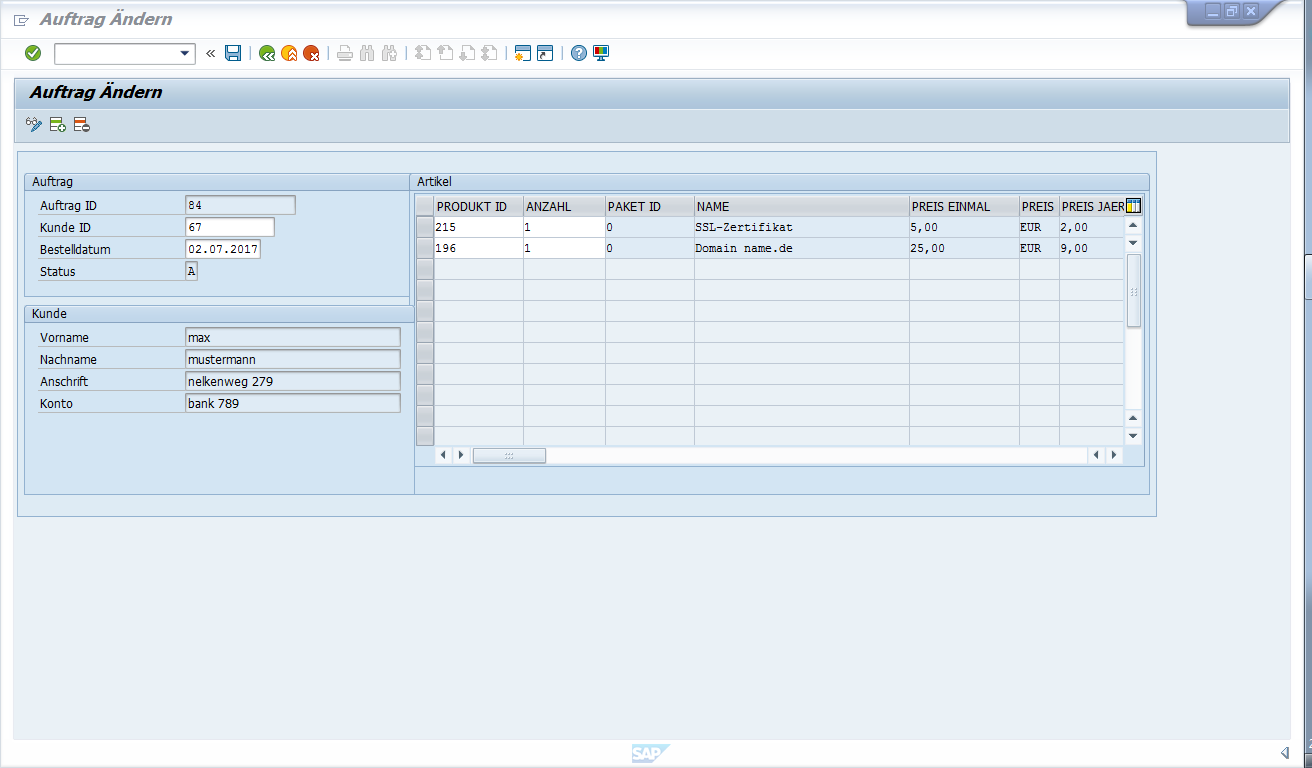 Auftrag Ändern
Auftrag Ändern
Auftrag
Auftrag ID 84
Kunde ID 67
Bestelldatum 02.07.2017
Status A
Kunde
Vorname max
Nachname mustermann
Anschrift nelkenweg 279
Konto bank 789
Artikel
PRODUKT ID ANZAHL PAKET ID NAME PREIS EINMAL PREIS PREIS JAER
215 1 0 SSL-Zertifikat 5,00 EUR 2,00
196 1 0 Domain name.de 25,00 EUR 9,00
SAP